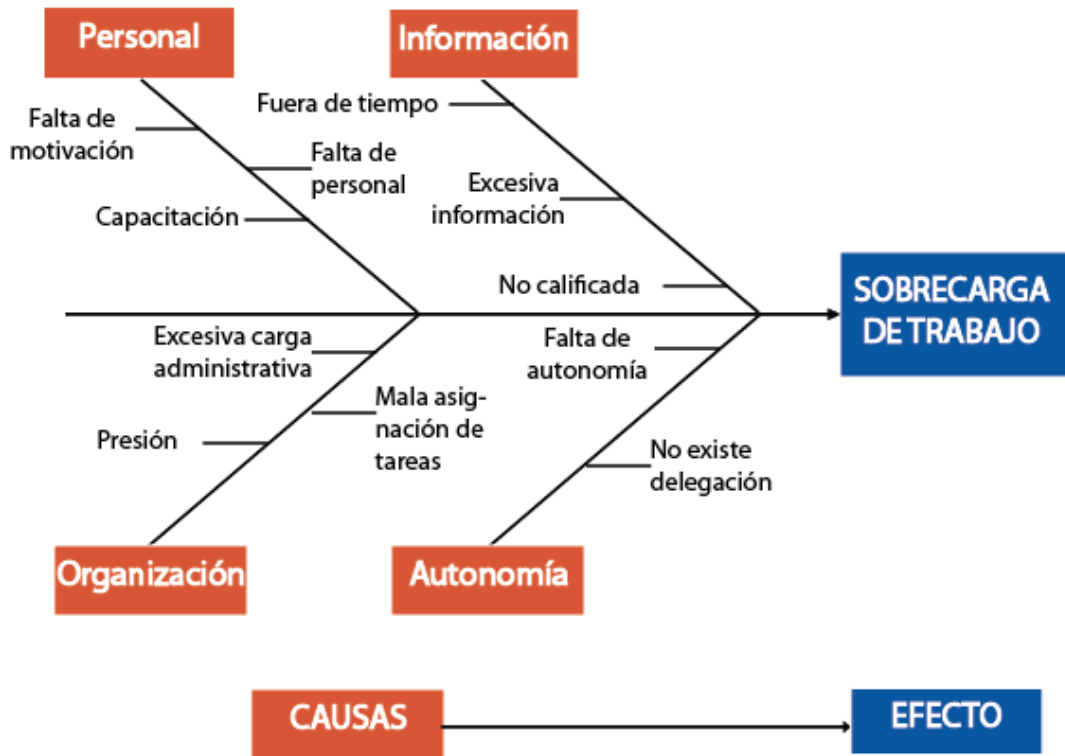 Personal
Información
Fuera de tiempo
Falta de
motivación
Falta de
personal
Capacitación
Excesiva
información
No calificada
SOBRECARGA
DE TRABAJO
Excesiva carga
administrativa
Falta de
autonomía
Mala asig-
nación de
tareas
Presión
No existe
delegación
Organización
Autonomía
CAUSAS
EFECTO